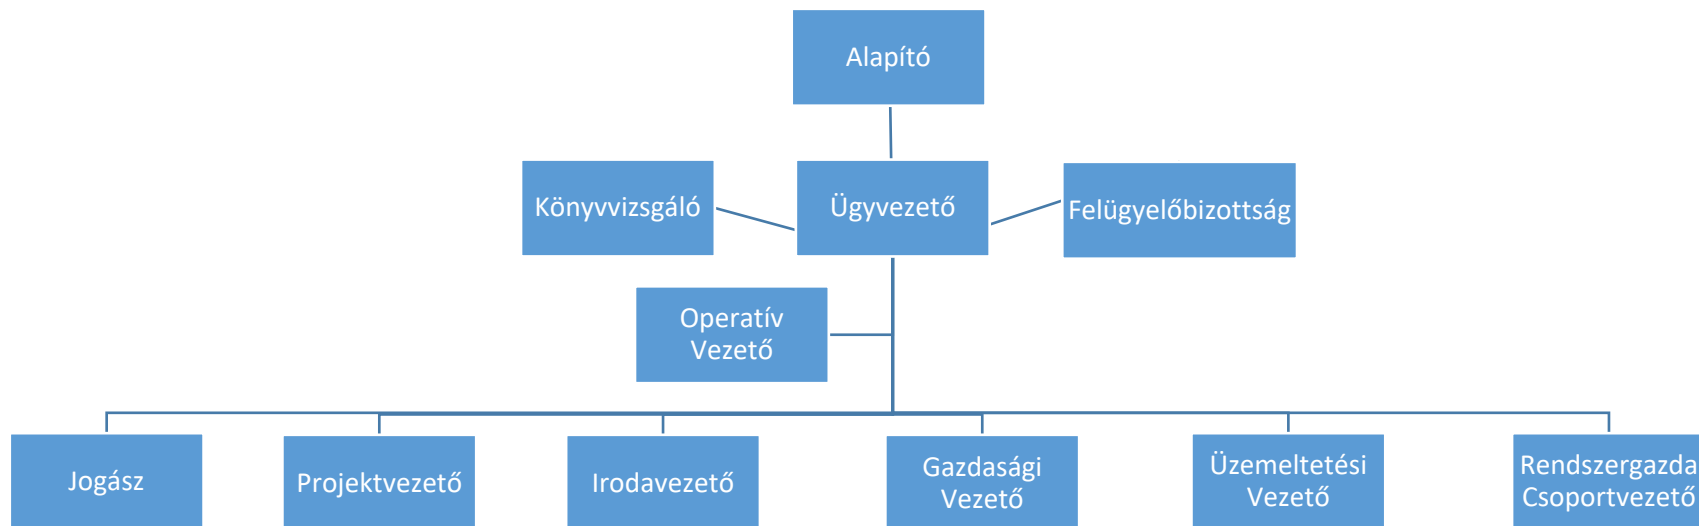 Alapító
Könyvvizsgáló
Ügyvezető
Felügyelőbizottság
Operatív
Vezető
Jogász
Projektvezető
Irodavezető
Gazdasági
Vezető
Üzemeltetési
Vezető
Rendszergazda
Csoportvezető